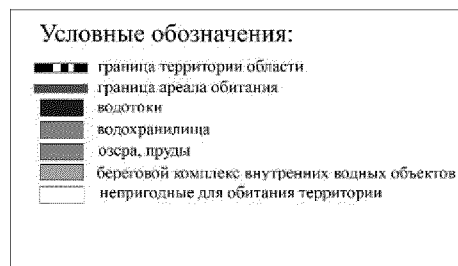 Условные обозначения:
граница территории области
граница ареала обитания
водотоки
водохранилища
озера, пруды
береговой комплекс внутренних водных объектов
непригодные для обитания территории